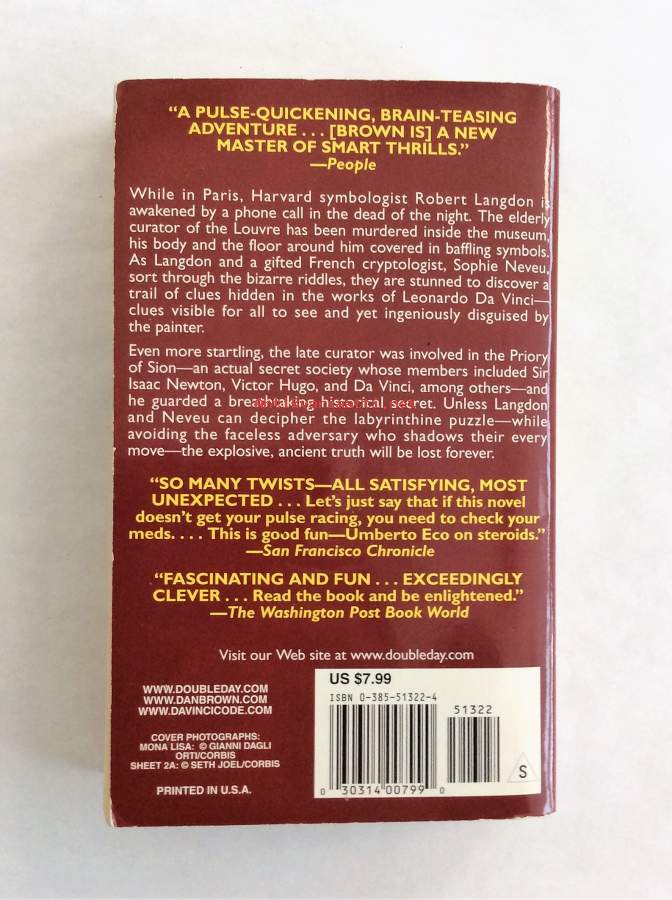 “A PULSE-QUICKENING, BRAIN-TEASING
ADVENTURE . . . [BROWN IS] A NEW
MASTER OF SMART THRILLS.”
—People
While in Paris, Harvard symbologist Robert Langdon is
awakened by a phone call in the dead of the night. The elderly
curator of the Louvre has been murdered inside the museum,
his body and the floor around him covered in baffling symbols.
As Langdon and a gifted French cryptologist, Sophie Neveu,
sort through the bizarre riddles, they are stunned to discover a
trail of clues hidden in the works of Leonardo Da Vinci—
clues visible for all to see and yet ingeniously disguised by
the painter.
Even more startling, the late curator was involved in the Priory
of Sion—an actual secret society whose members included Sir
Isaac Newton, Victor Hugo, and Da Vinci, among others—and
he guarded a breathtaking historical secret. Unless Langdon
and Neveu can decipher the labyrinthine puzzle—while
avoiding the faceless adversary who shadows their every
move—the explosive, ancient truth will be lost forever.
“SO MANY TWISTS—ALL SATISFYING, MOST
UNEXPECTED . . . Let’s just say that if this novel
doesn’t get your pulse racing, you need to check your
meds. . . . This is good fun—Umberto Eco on steroids.”
—San Francisco Chronicle
“FASCINATING AND FUN . . . EXCEEDINGLY
CLEVER . . . Read the book and be enlightened.”
—The Washington Post Book World
Visit our Web site at www.doubleday.com
WWW.DOUBLEDAY.COM
WWW.DANBROWN.COM
WWW.DAVINCICODE.COM
COVER PHOTOGRAPHS:
MONA LISA: © GIANNI DAGLI
ORTI/CORBIS
SHEET 2A: © SETH JOEL/CORBIS
PRINTED IN U.S.A.
US $7.99
ISBN 0-385-51322-4
51322
0 30314 00799 0
S